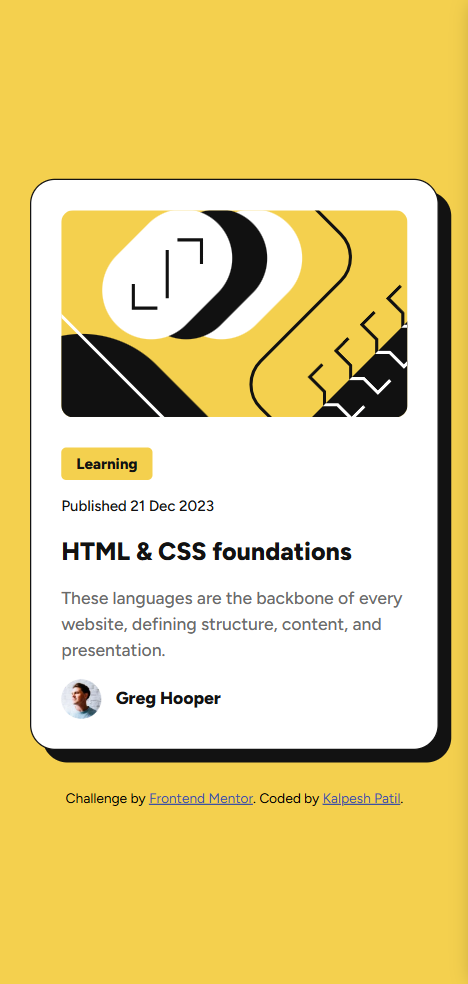 Learning
Published 21 Dec 2023
HTML & CSS foundations
These languages are the backbone of every
website, defining structure, content, and
presentation.
Greg Hooper
Challenge by Frontend Mentor. Coded by Kalpesh Patil.